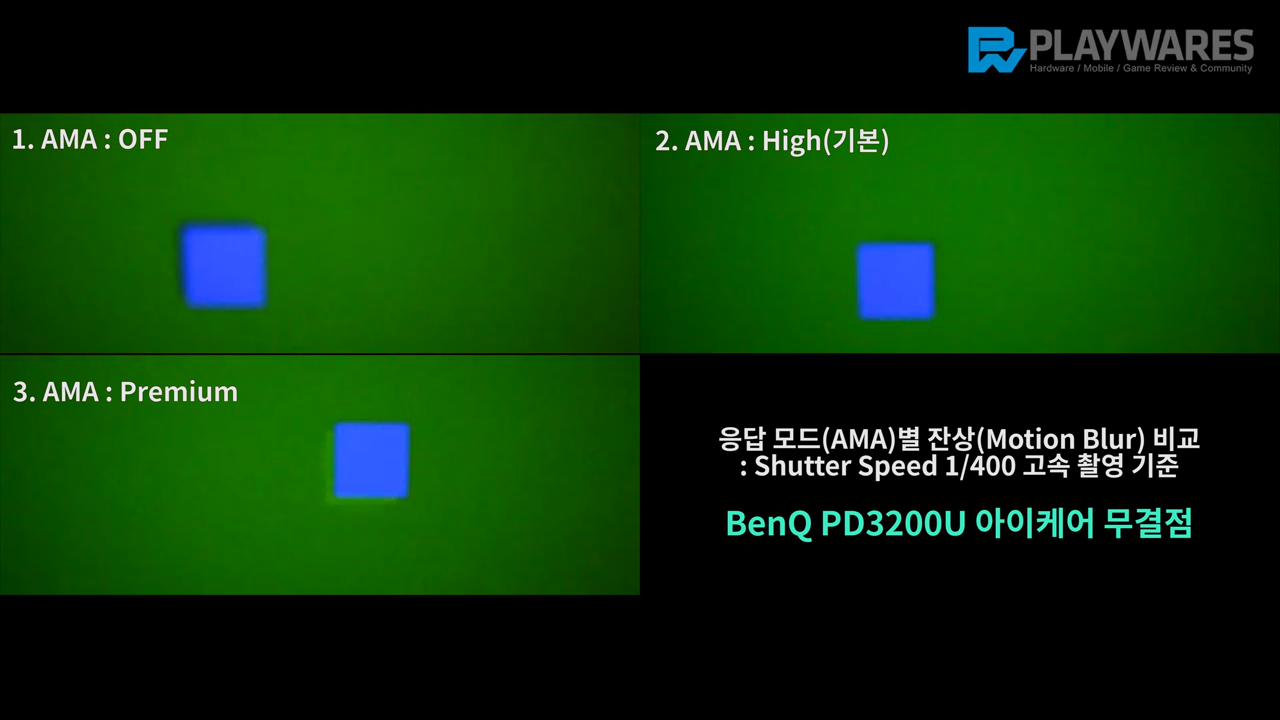 PLAYWARES
Hardware / Mobile / Game Review & Community
1. AMA : OFF
2. AMA : High(기본)
3. AMA : Premium
응답 모드(AMA)별 잔상(Motion Blur) 비교
: Shutter Speed 1/400 고속 촬영 기준
BenQ PD3200U 아이케어 무결점